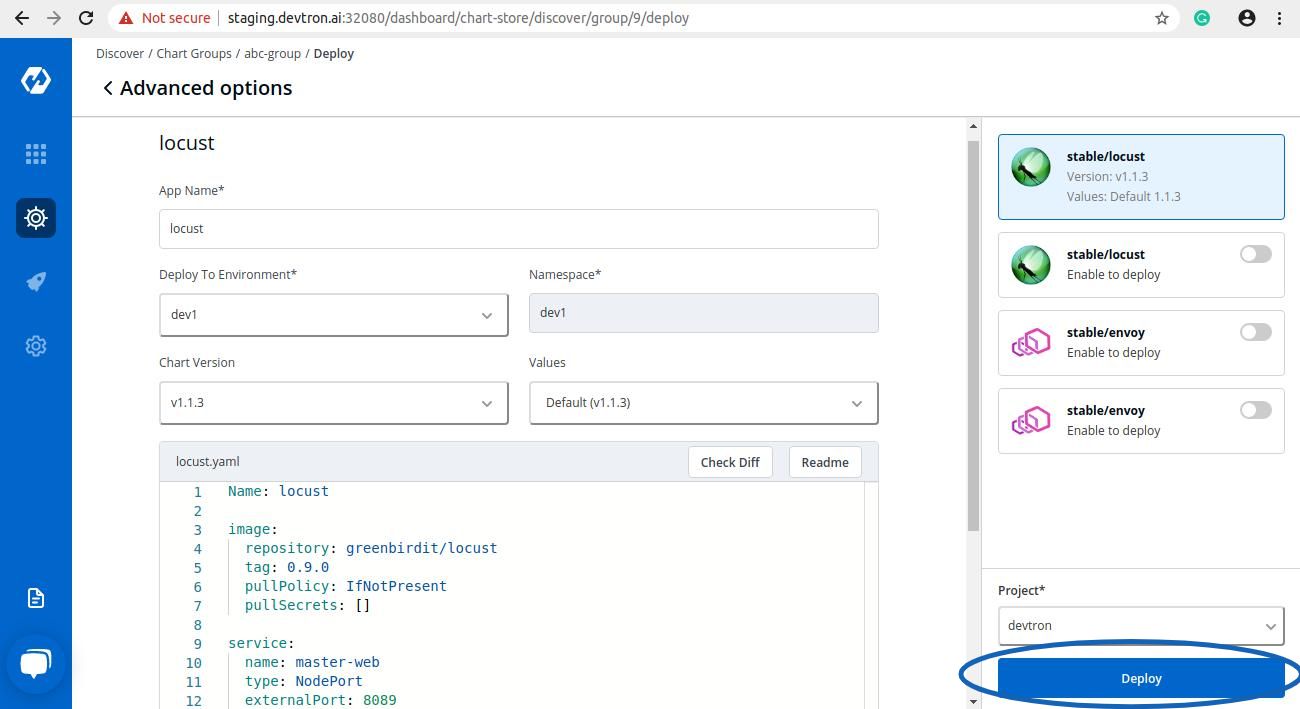 Not secure
staging.devtron.ai:32080/dashboard/chart-store/discover/group/9/deploy
Discover / Chart Groups / abc-group / Deploy
Advanced options
locust
App Name*
locust
Deploy To Environment*
Namespace*
dev1
dev1
Chart Version
Values
v1.1.3
Default (v1.1.3)
locust.yaml
Check Diff
Readme
1 Name: locust
2
3 image:
4 repository: greenbirdit/locust
5 tag: 0.9.0
6 pullPolicy: IfNotPresent
7 pullSecrets: []
8
9 service:
10 name: master-web
11 type: NodePort
12 externalPort: 8089
stable/locust
Version: v1.1.3
Values: Default 1.1.3
stable/locust
Enable to deploy
stable/envoy
Enable to deploy
stable/envoy
Enable to deploy
Project*
devtron
Deploy